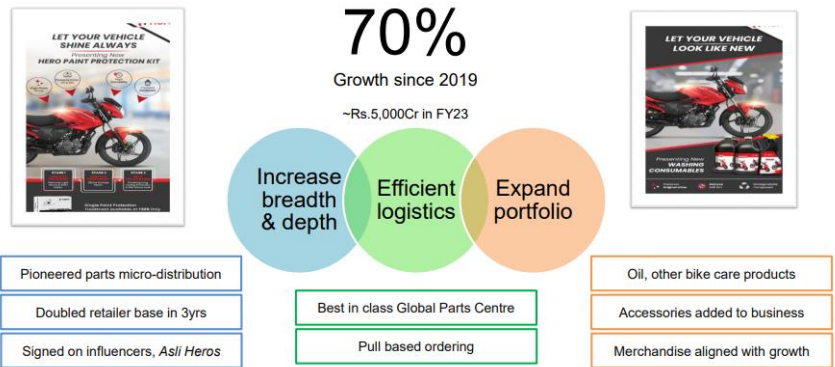 LET YOUR VEHICLE
SHINE ALWAYS
Presenting New
HERO PAINT PROTECTION KIT
70%
Growth since 2019
~Rs.5,000Cr in FY23
LET YOUR VEHICLE
LOOK LIKE NEW
Presenting New
WASHING
CONSUMABLES
Increase
breadth
& depth
Efficient
logistics
Expand
portfolio
Pioneered parts micro-distribution
Doubled retailer base in 3yrs
Signed on influencers, Asli Heros
Best in class Global Parts Centre
Pull based ordering
Oil, other bike care products
Accessories added to business
Merchandise aligned with growth